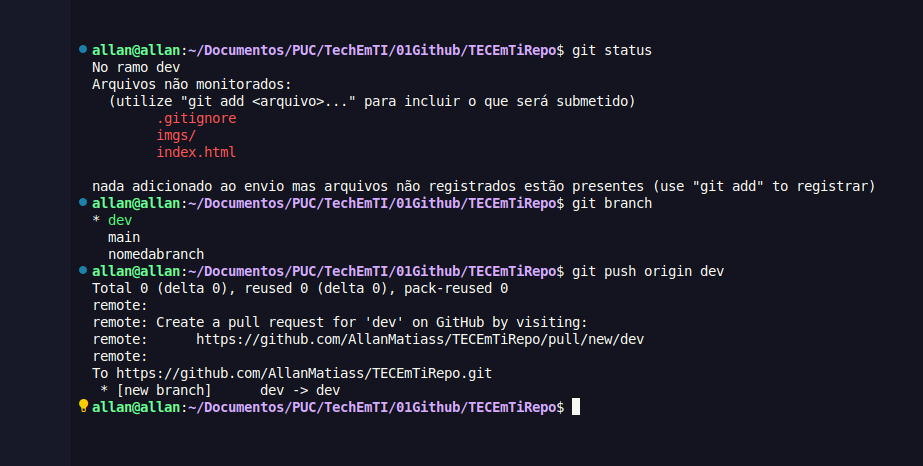 allan@allan:~/Documentos/PUC/TechEmTI/01Github/TECEmTiRepo$ git status
No ramo dev
Arquivos não monitorados:
  (utilize "git add <arquivo>..." para incluir o que será submetido)
        .gitignore
        imgs/
        index.html

nada adicionado ao envio mas arquivos não registrados estão presentes (use "git add" to registrar)
allan@allan:~/Documentos/PUC/TechEmTI/01Github/TECEmTiRepo$ git branch
* dev
  main
  nomedabranch
allan@allan:~/Documentos/PUC/TechEmTI/01Github/TECEmTiRepo$ git push origin dev
Total 0 (delta 0), reused 0 (delta 0), pack-reused 0
remote:
remote: Create a pull request for 'dev' on GitHub by visiting:
remote:      https://github.com/AllanMatiass/TECEmTiRepo/pull/new/dev
remote:
To https://github.com/AllanMatiass/TECEmTiRepo.git
 * [new branch]      dev -> dev
allan@allan:~/Documentos/PUC/TechEmTI/01Github/TECEmTiRepo$